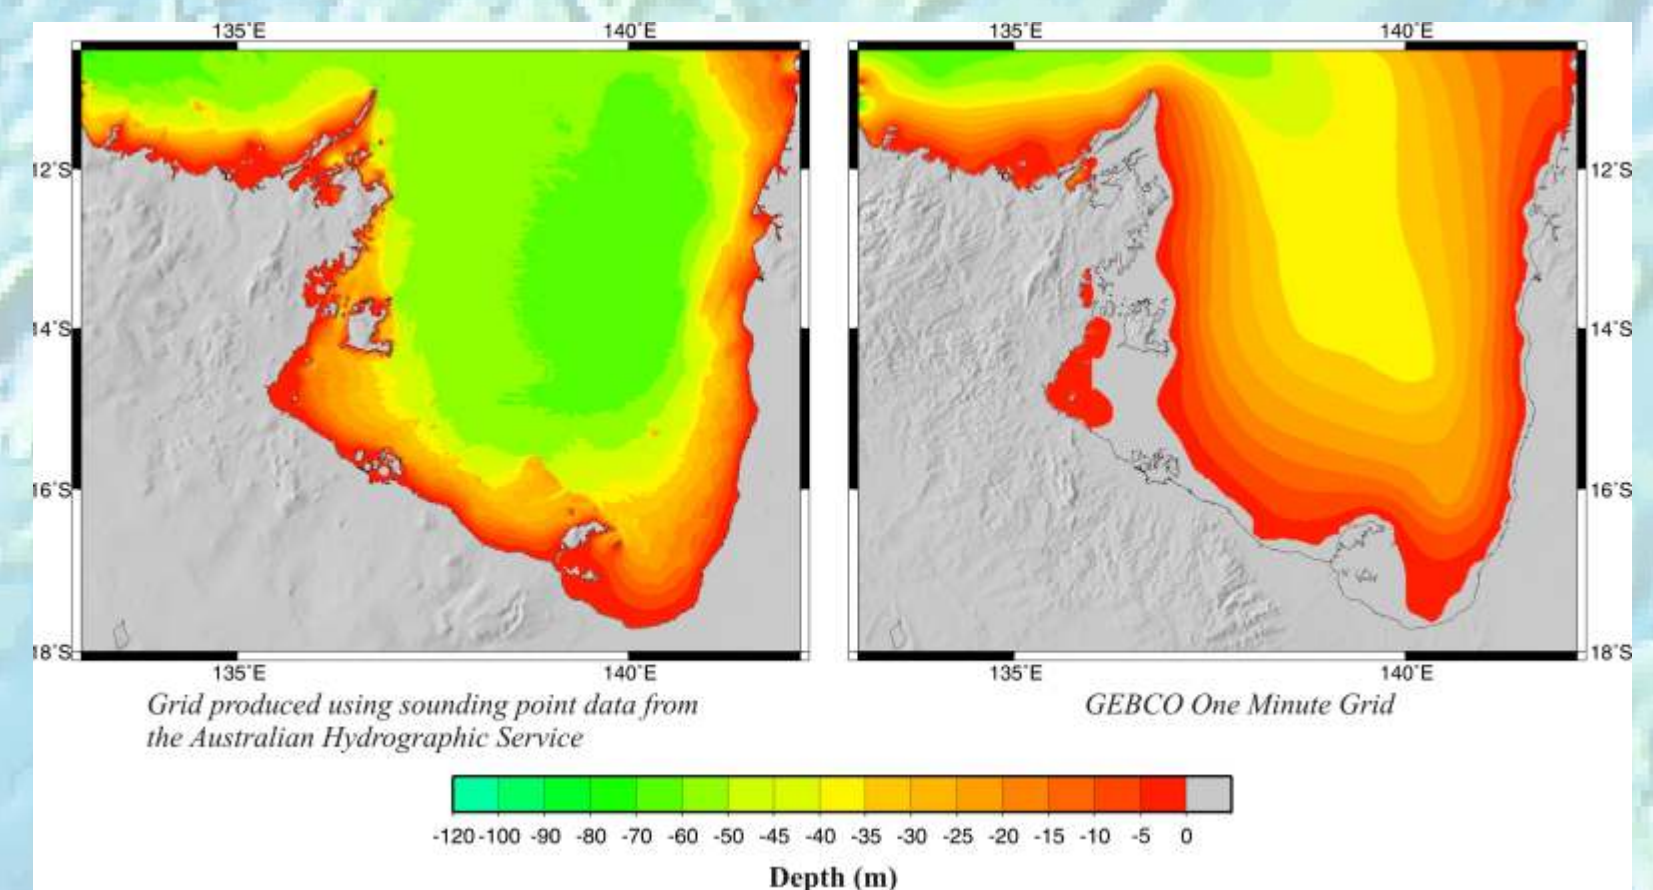 135°E 140°E 135°E 140°E
12°S 12°S
14°S 14°S
16°S 16°S
18°S 18°S
135°E 140°E 135°E 140°E
Grid produced using sounding point data from
the Australian Hydrographic Service
GEBCO One Minute Grid
-120 -100 -90 -80 -70 -60 -50 -45 -40 -35 -30 -25 -20 -15 -10 -5 0
Depth (m)